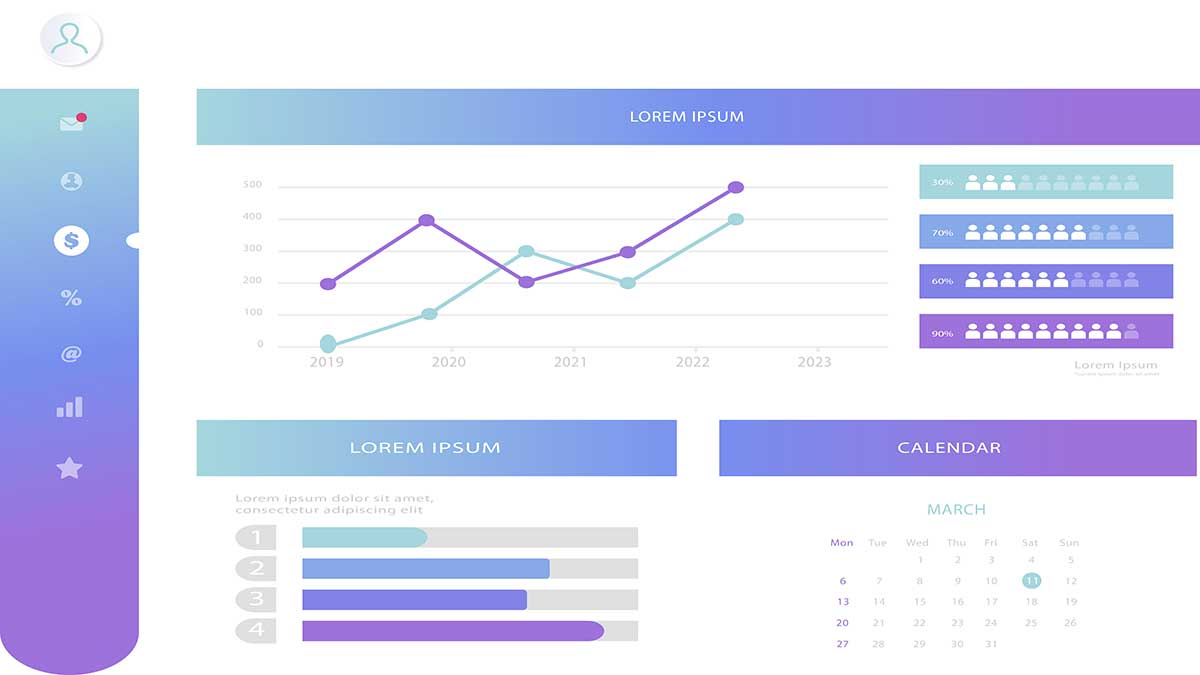 LOREM IPSUM
500
400
300
200
100
0
2019 2020 2021 2022 2023
30%
70%
60%
90%
Lorem Ipsum
LOREM IPSUM
Lorem ipsum dolor sit amet,
consectetur adipiscing elit
1
2
3
4
CALENDAR
MARCH
Mon Tue Wed Thu Fri Sat Sun
1 2 3 4 5
6 7 8 9 10 11 12
13 14 15 16 17 18 19
20 21 22 23 24 25 26
27 28 29 30 31
$
%
@